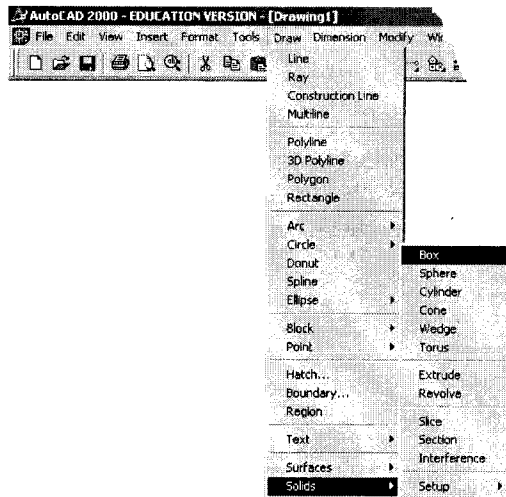 AutoCAD 2000 - EDUCATION VERSION - [Drawing1]
File Edit View Insert Format Tools Draw Dimension Modify
Line
Ray
Construction Line
Multiline
Polyline
3D Polyline
Polygon
Rectangle
Arc
Circle
Donut
Spline
Ellipse
Block
Point
Hatch...
Boundary...
Region
Text
Surfaces
Solids
Box
Sphere
Cylinder
Cone
Wedge
Torus
Extrude
Revolve
Slice
Section
Interference
Setup